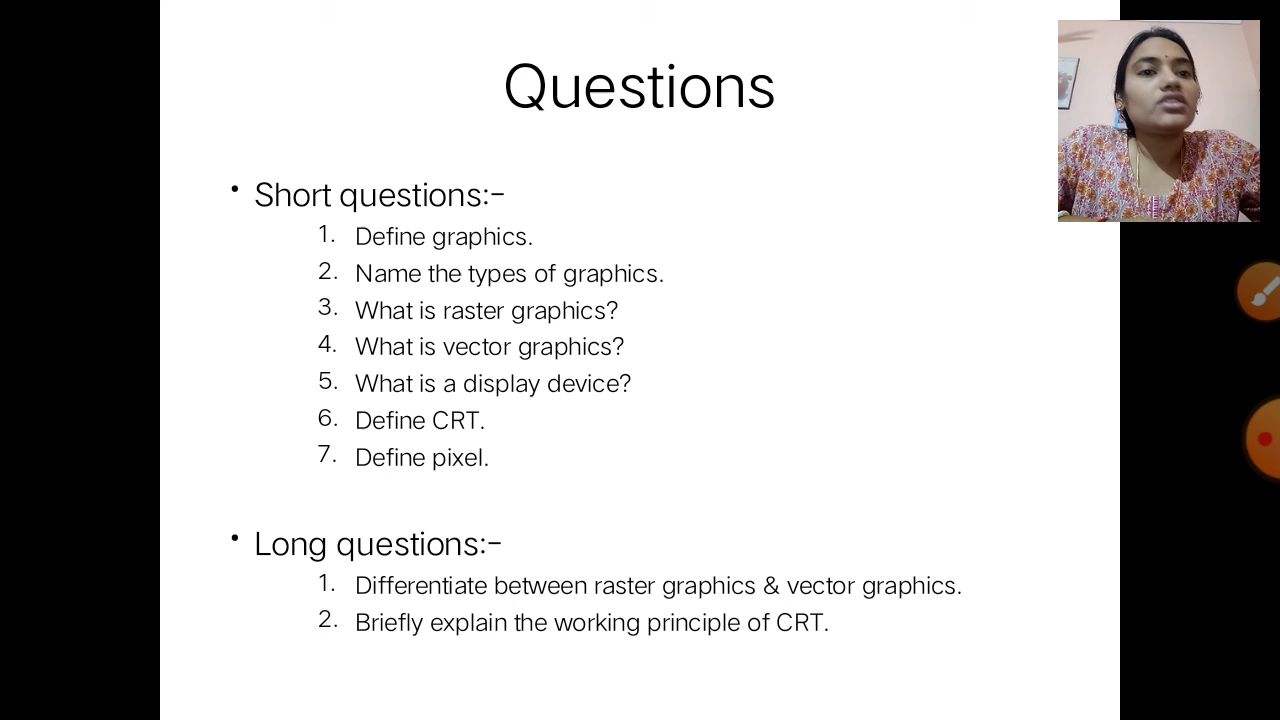 Questions
• Short questions:-
1. Define graphics.
2. Name the types of graphics.
3. What is raster graphics?
4. What is vector graphics?
5. What is a display device?
6. Define CRT.
7. Define pixel.
• Long questions:-
1. Differentiate between raster graphics & vector graphics.
2. Briefly explain the working principle of CRT.